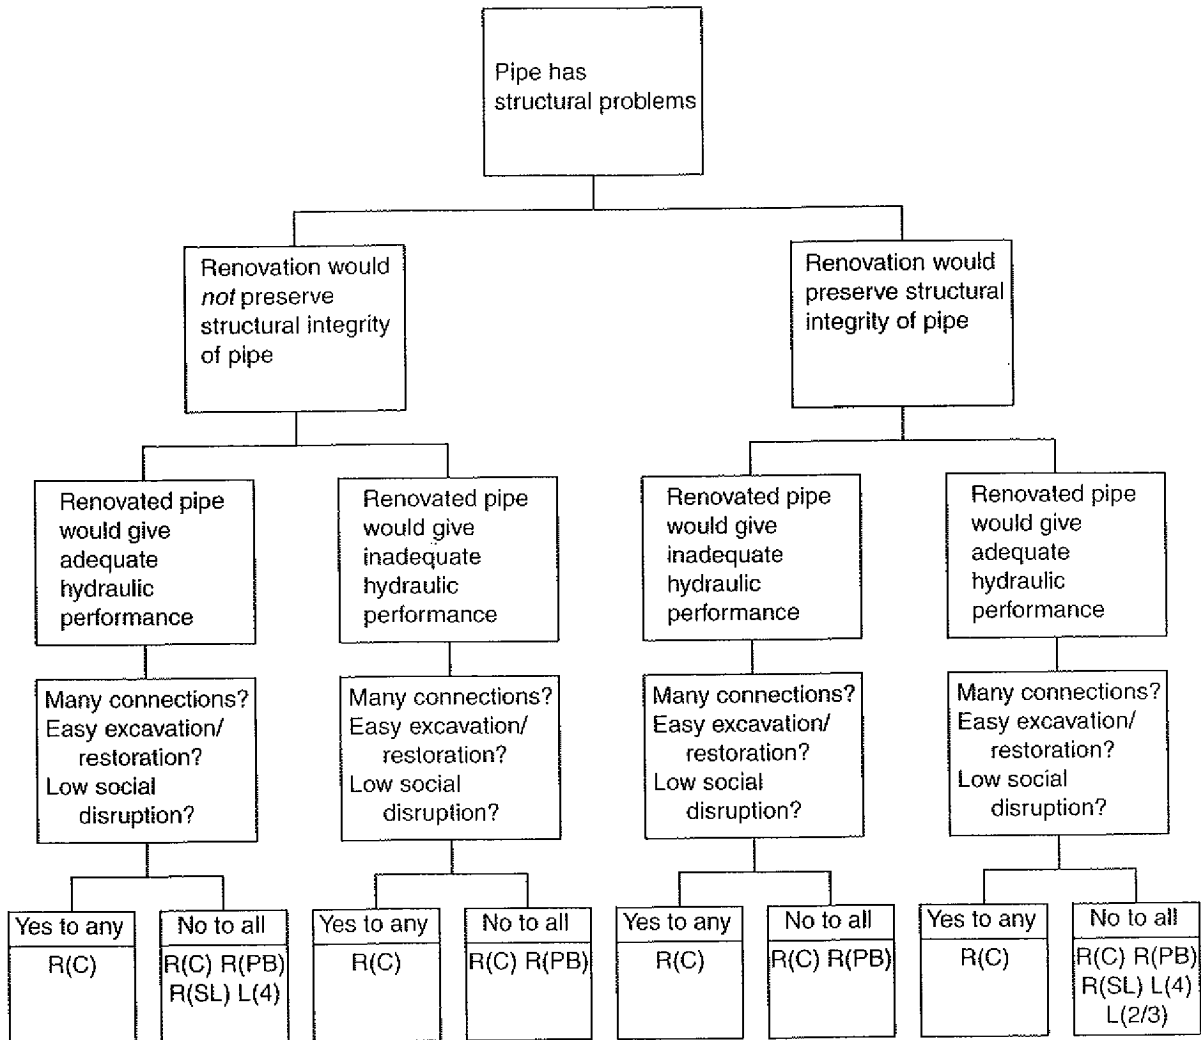 Pipe has
structural problems
Renovation would
not preserve
structural integrity
of pipe
Renovation would
preserve structural
integrity of pipe
Renovated pipe
would give
adequate
hydraulic
performance
Renovated pipe
would give
inadequate
hydraulic
performance
Renovated pipe
would give
inadequate
hydraulic
performance
Renovated pipe
would give
adequate
hydraulic
performance
Many connections?
Easy excavation/
restoration?
Low social
disruption?
Many connections?
Easy excavation/
restoration?
Low social
disruption?
Many connections?
Easy excavation/
restoration?
Low social
disruption?
Many connections?
Easy excavation/
restoration?
Low social
disruption?
Yes to any
R(C)
No to all
R(C) R(PB)
R(SL) L(4)
Yes to any
R(C)
No to all
R(C) R(PB)
Yes to any
R(C)
No to all
R(C) R(PB)
Yes to any
R(C)
No to all
R(C) R(PB)
R(SL) L(4)
L(2/3)